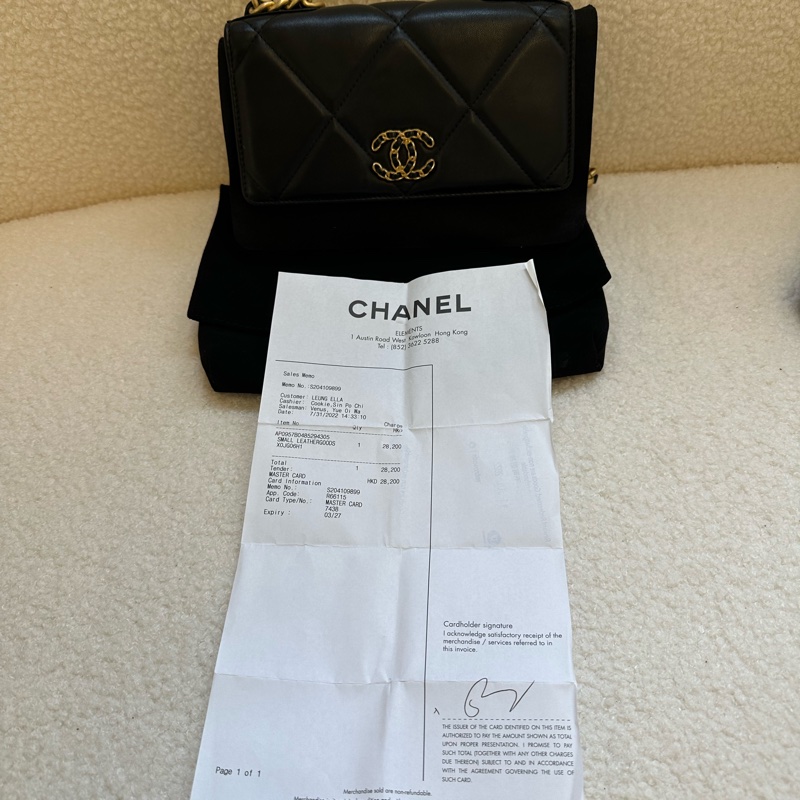 CHANEL
ELEMENTS
1 Austin Road West Kowloon Hong Kong
Tel : (852) 3622 5288
Sales Memo
Memo No.:S204109899
Customer: LEUNG ELLA
Cashier: Cookie,Sin Po Chi
Salesman: Venus, Yue Oi Ma
Date: 7/31/2022 14:33:10
Item No Qty Charge
HK$
AP0957B0485294305
SMALL LEATHERGOODS 1 28,200
XOJG06H1
Total 1 28,200
Tender:
MASTER CARD HKD 28,200
Card Information
Memo No.: S204109899
App. Code: R66115
Card Type/No.: MASTER CARD
7438
Expiry : 03/27
Cardholder signature
I acknowledge satisfactory receipt of the
merchandise / services referred to in
this invoice.
THE ISSUER OF THE CARD IDENTIFIED ON THIS ITEM IS
AUTHORIZED TO PAY THE AMOUNT SHOWN AS TOTAL
UPON PROPER PRESENTATION. I PROMISE TO PAY
SUCH TOTAL (TOGETHER WITH ANY OTHER CHARGES
DUE THEREON) SUBJECT TO AND IN ACCORDANCE
WITH THE AGREEMENT GOVERNING THE USE OF
SUCH CARD.
Page 1 of 1
Merchandise sold are non-refundable.